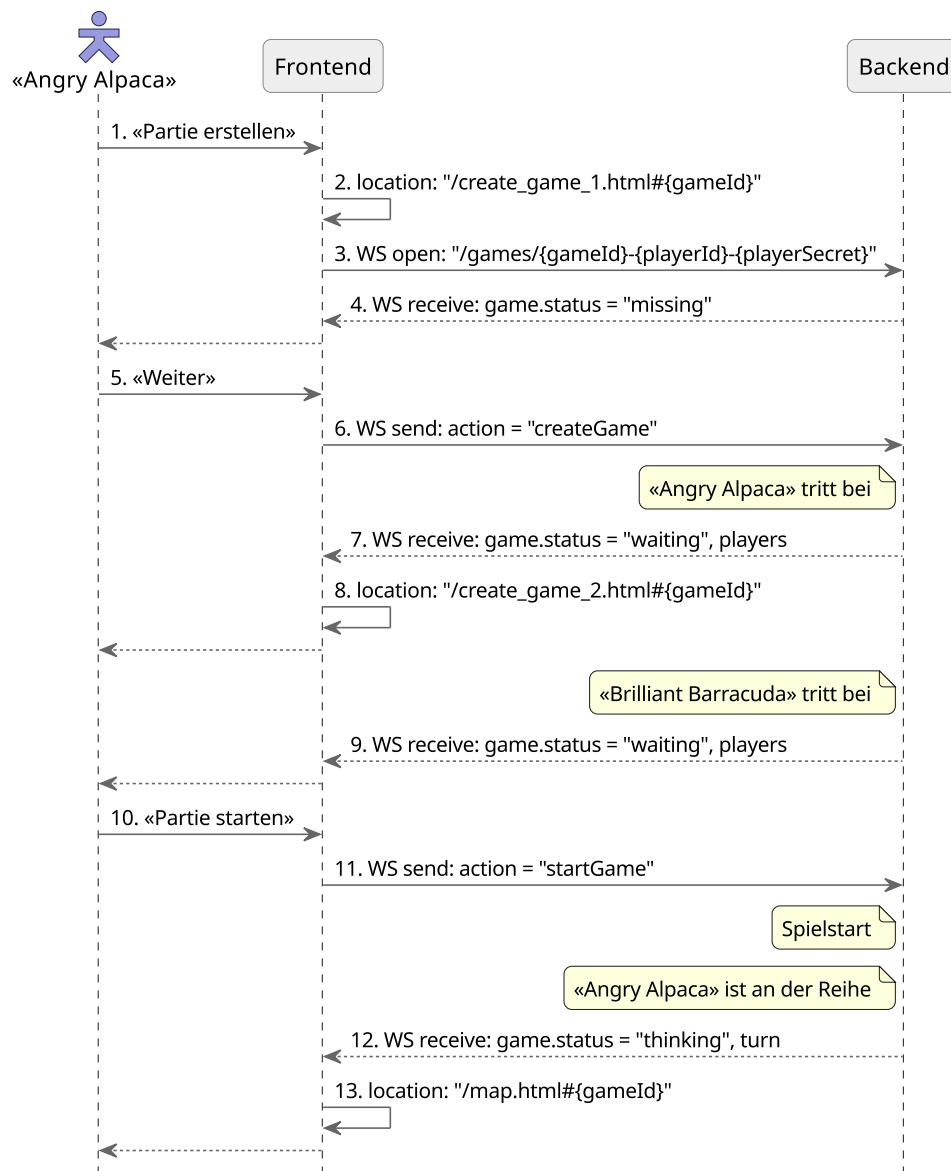 «Angry Alpaca»
Frontend
Backend
1. «Partie erstellen»
2. location: "/create_game_1.html#{gameId}"
3. WS open: "/games/{gameId}-{playerId}-{playerSecret}"
4. WS receive: game.status = "missing"
5. «Weiter»
6. WS send: action = "createGame"
«Angry Alpaca» tritt bei
7. WS receive: game.status = "waiting", players
8. location: "/create_game_2.html#{gameId}"
«Brilliant Barracuda» tritt bei
9. WS receive: game.status = "waiting", players
10. «Partie starten»
11. WS send: action = "startGame"
Spielstart
«Angry Alpaca» ist an der Reihe
12. WS receive: game.status = "thinking", turn
13. location: "/map.html#{gameId}"